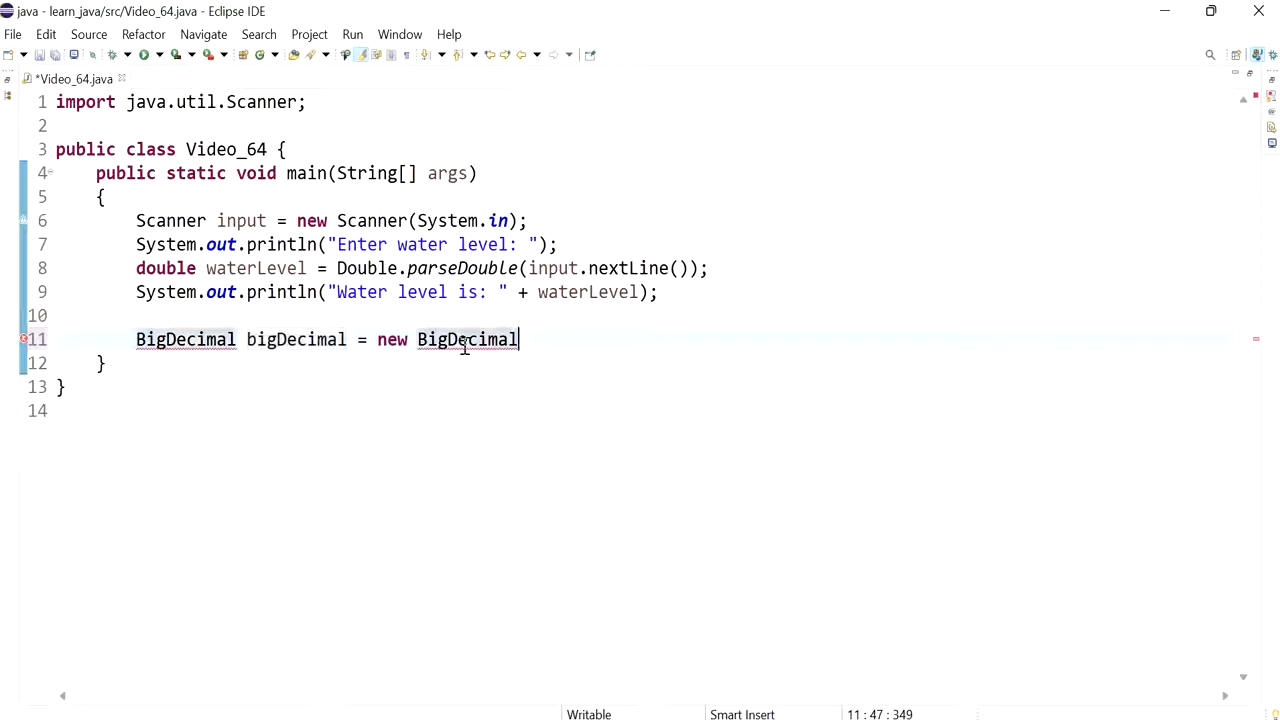 java - learn_java/src/Video_64.java - Eclipse IDE
File Edit Source Refactor Navigate Search Project Run Window Help
*Video_64.java
1 import java.util.Scanner;
2
3 public class Video_64 {
4 public static void main(String[] args)
5 {
6 Scanner input = new Scanner(System.in);
7 System.out.println("Enter water level: ");
8 double waterLevel = Double.parseDouble(input.nextLine());
9 System.out.println("Water level is: " + waterLevel);
10
11 BigDecimal bigDecimal = new BigDecimal
12 }
13 }
14
Writable Smart Insert 11 : 47 : 349